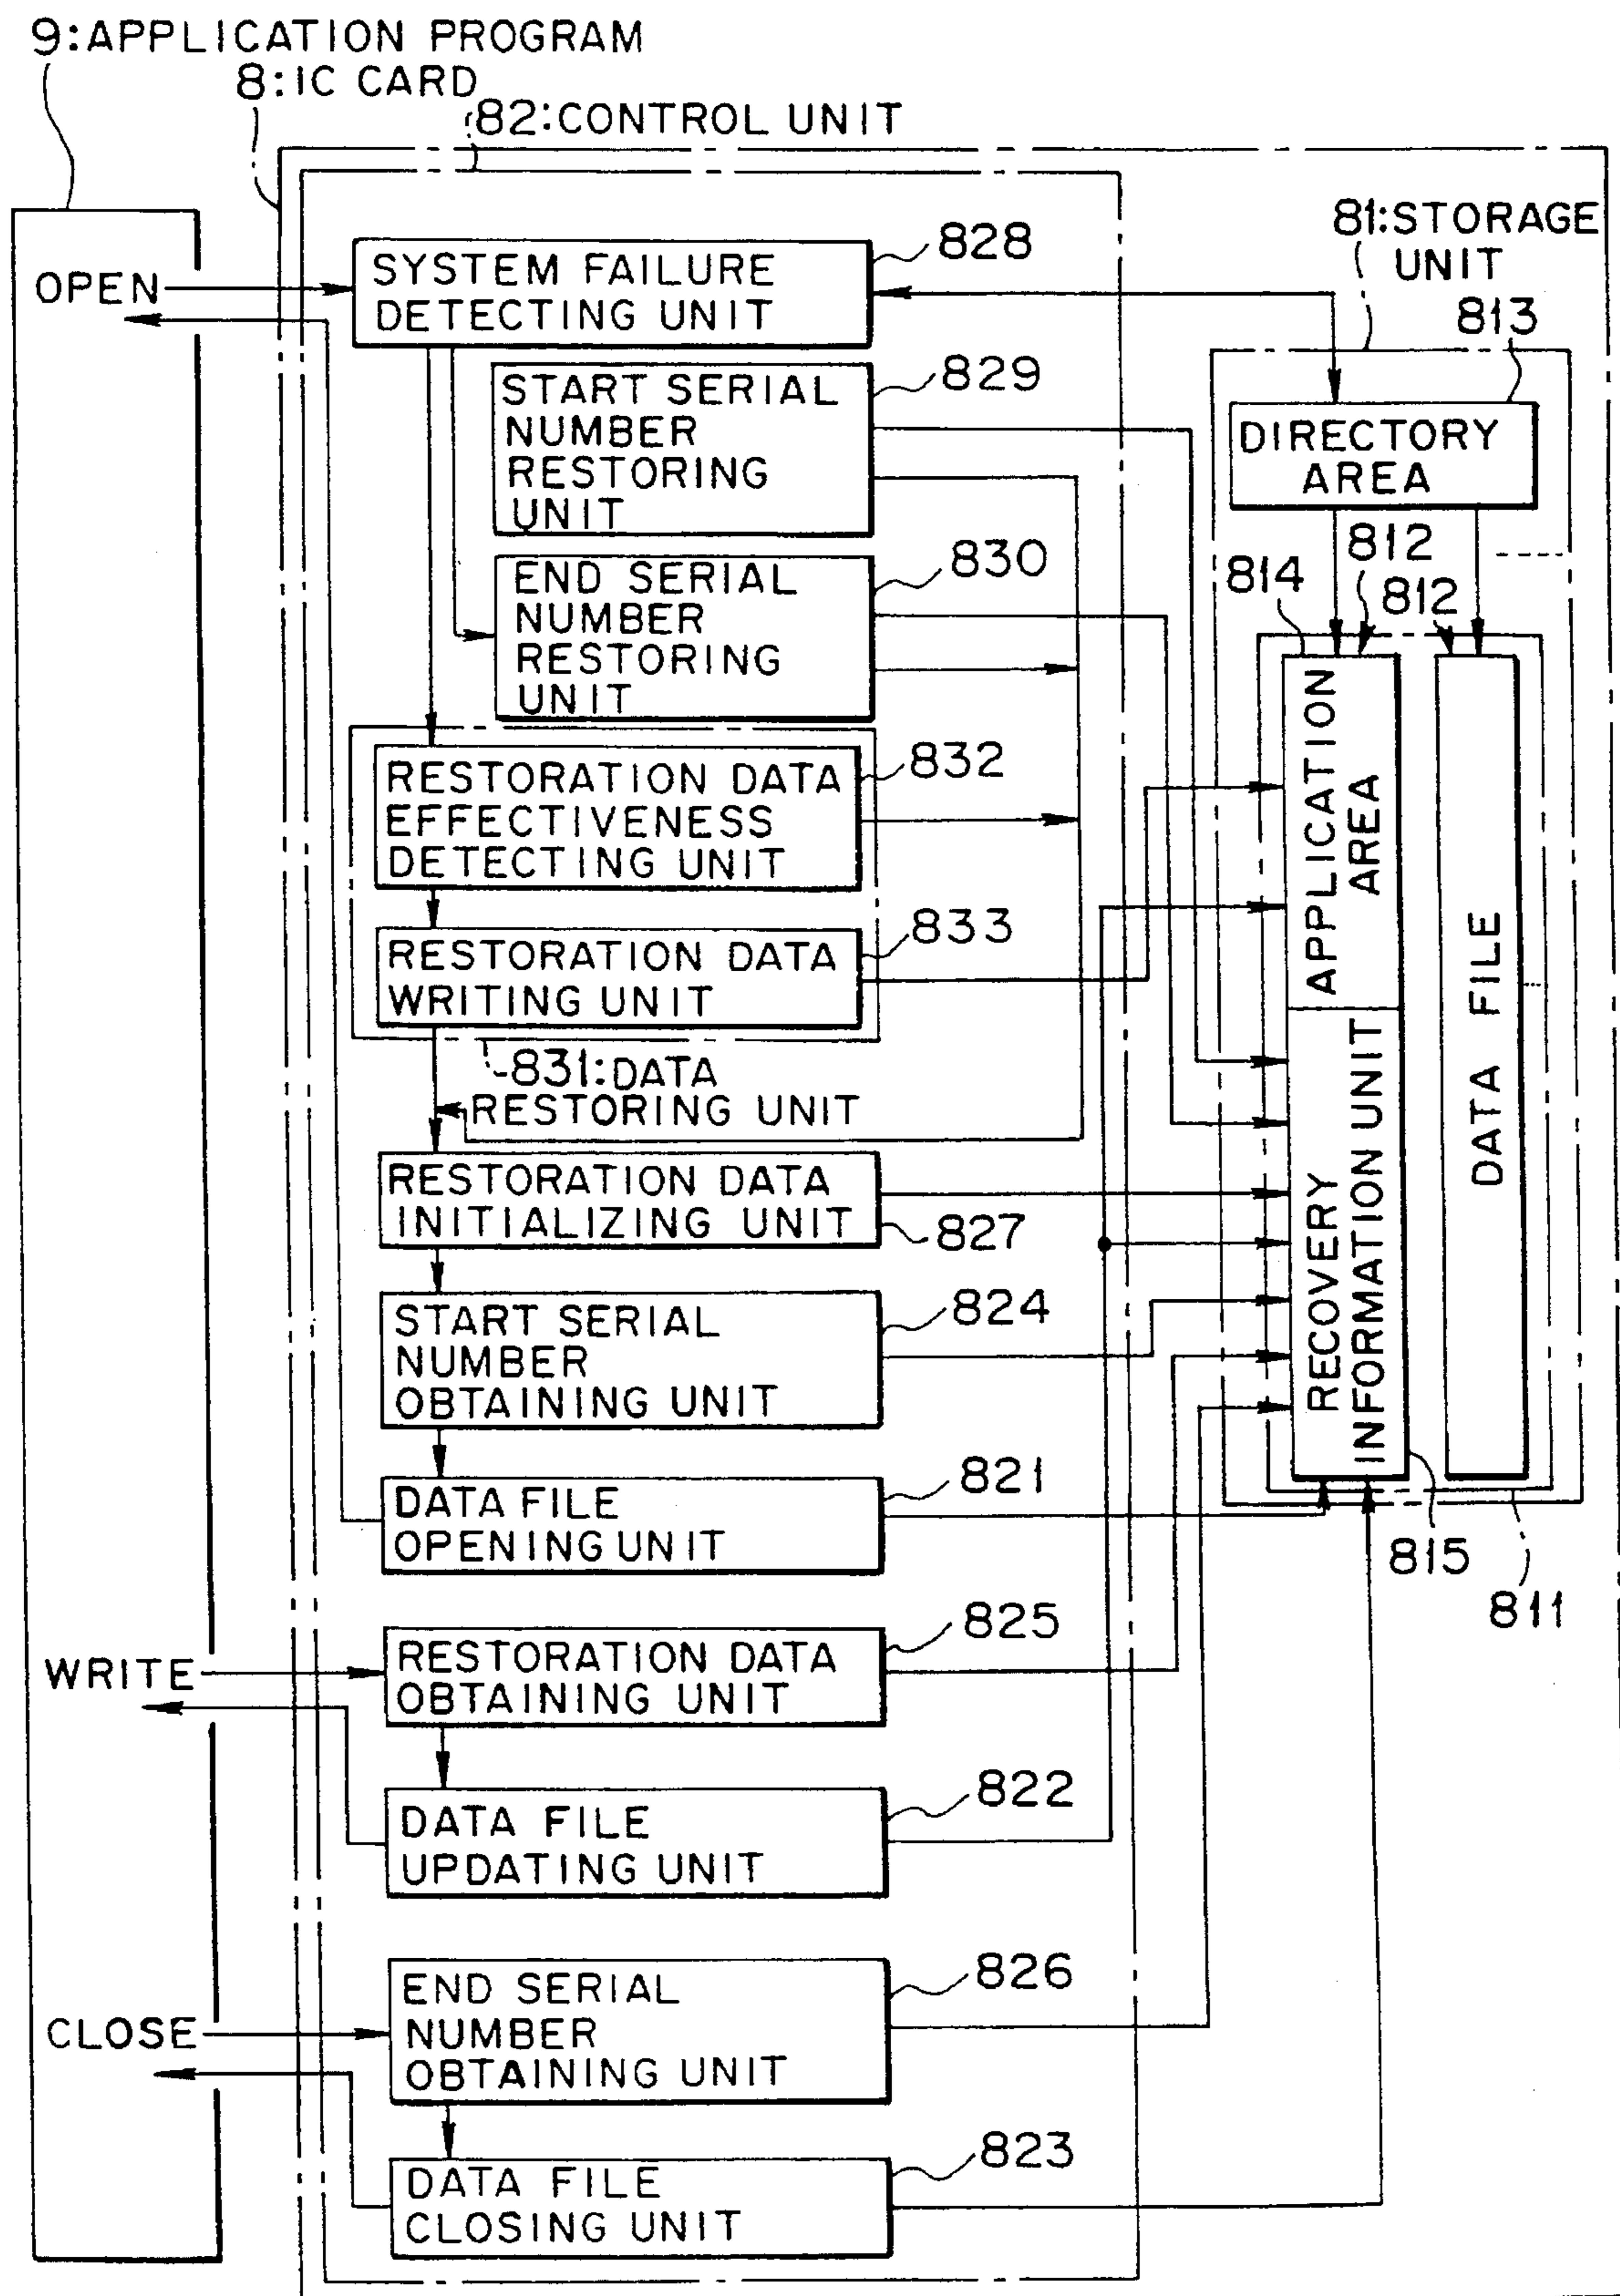 9:APPLICATION PROGRAM
8:IC CARD
82:CONTROL UNIT
81:STORAGE
UNIT
OPEN
SYSTEM FAILURE
DETECTING UNIT
828
813
START SERIAL
NUMBER
RESTORING
UNIT
829
DIRECTORY
AREA
END SERIAL
NUMBER
RESTORING
UNIT
830
812
814
812
RESTORATION DATA
EFFECTIVENESS
DETECTING UNIT
832
APPLICATION
AREA
RESTORATION DATA
WRITING UNIT
833
DATA FILE
831:DATA
RESTORING UNIT
RESTORATION DATA
INITIALIZING UNIT
827
RECOVERY
INFORMATION UNIT
START SERIAL
NUMBER
OBTAINING UNIT
824
DATA FILE
OPENING UNIT
821
815
811
WRITE
RESTORATION DATA
OBTAINING UNIT
825
DATA FILE
UPDATING UNIT
822
CLOSE
END SERIAL
NUMBER
OBTAINING UNIT
826
DATA FILE
CLOSING UNIT
823